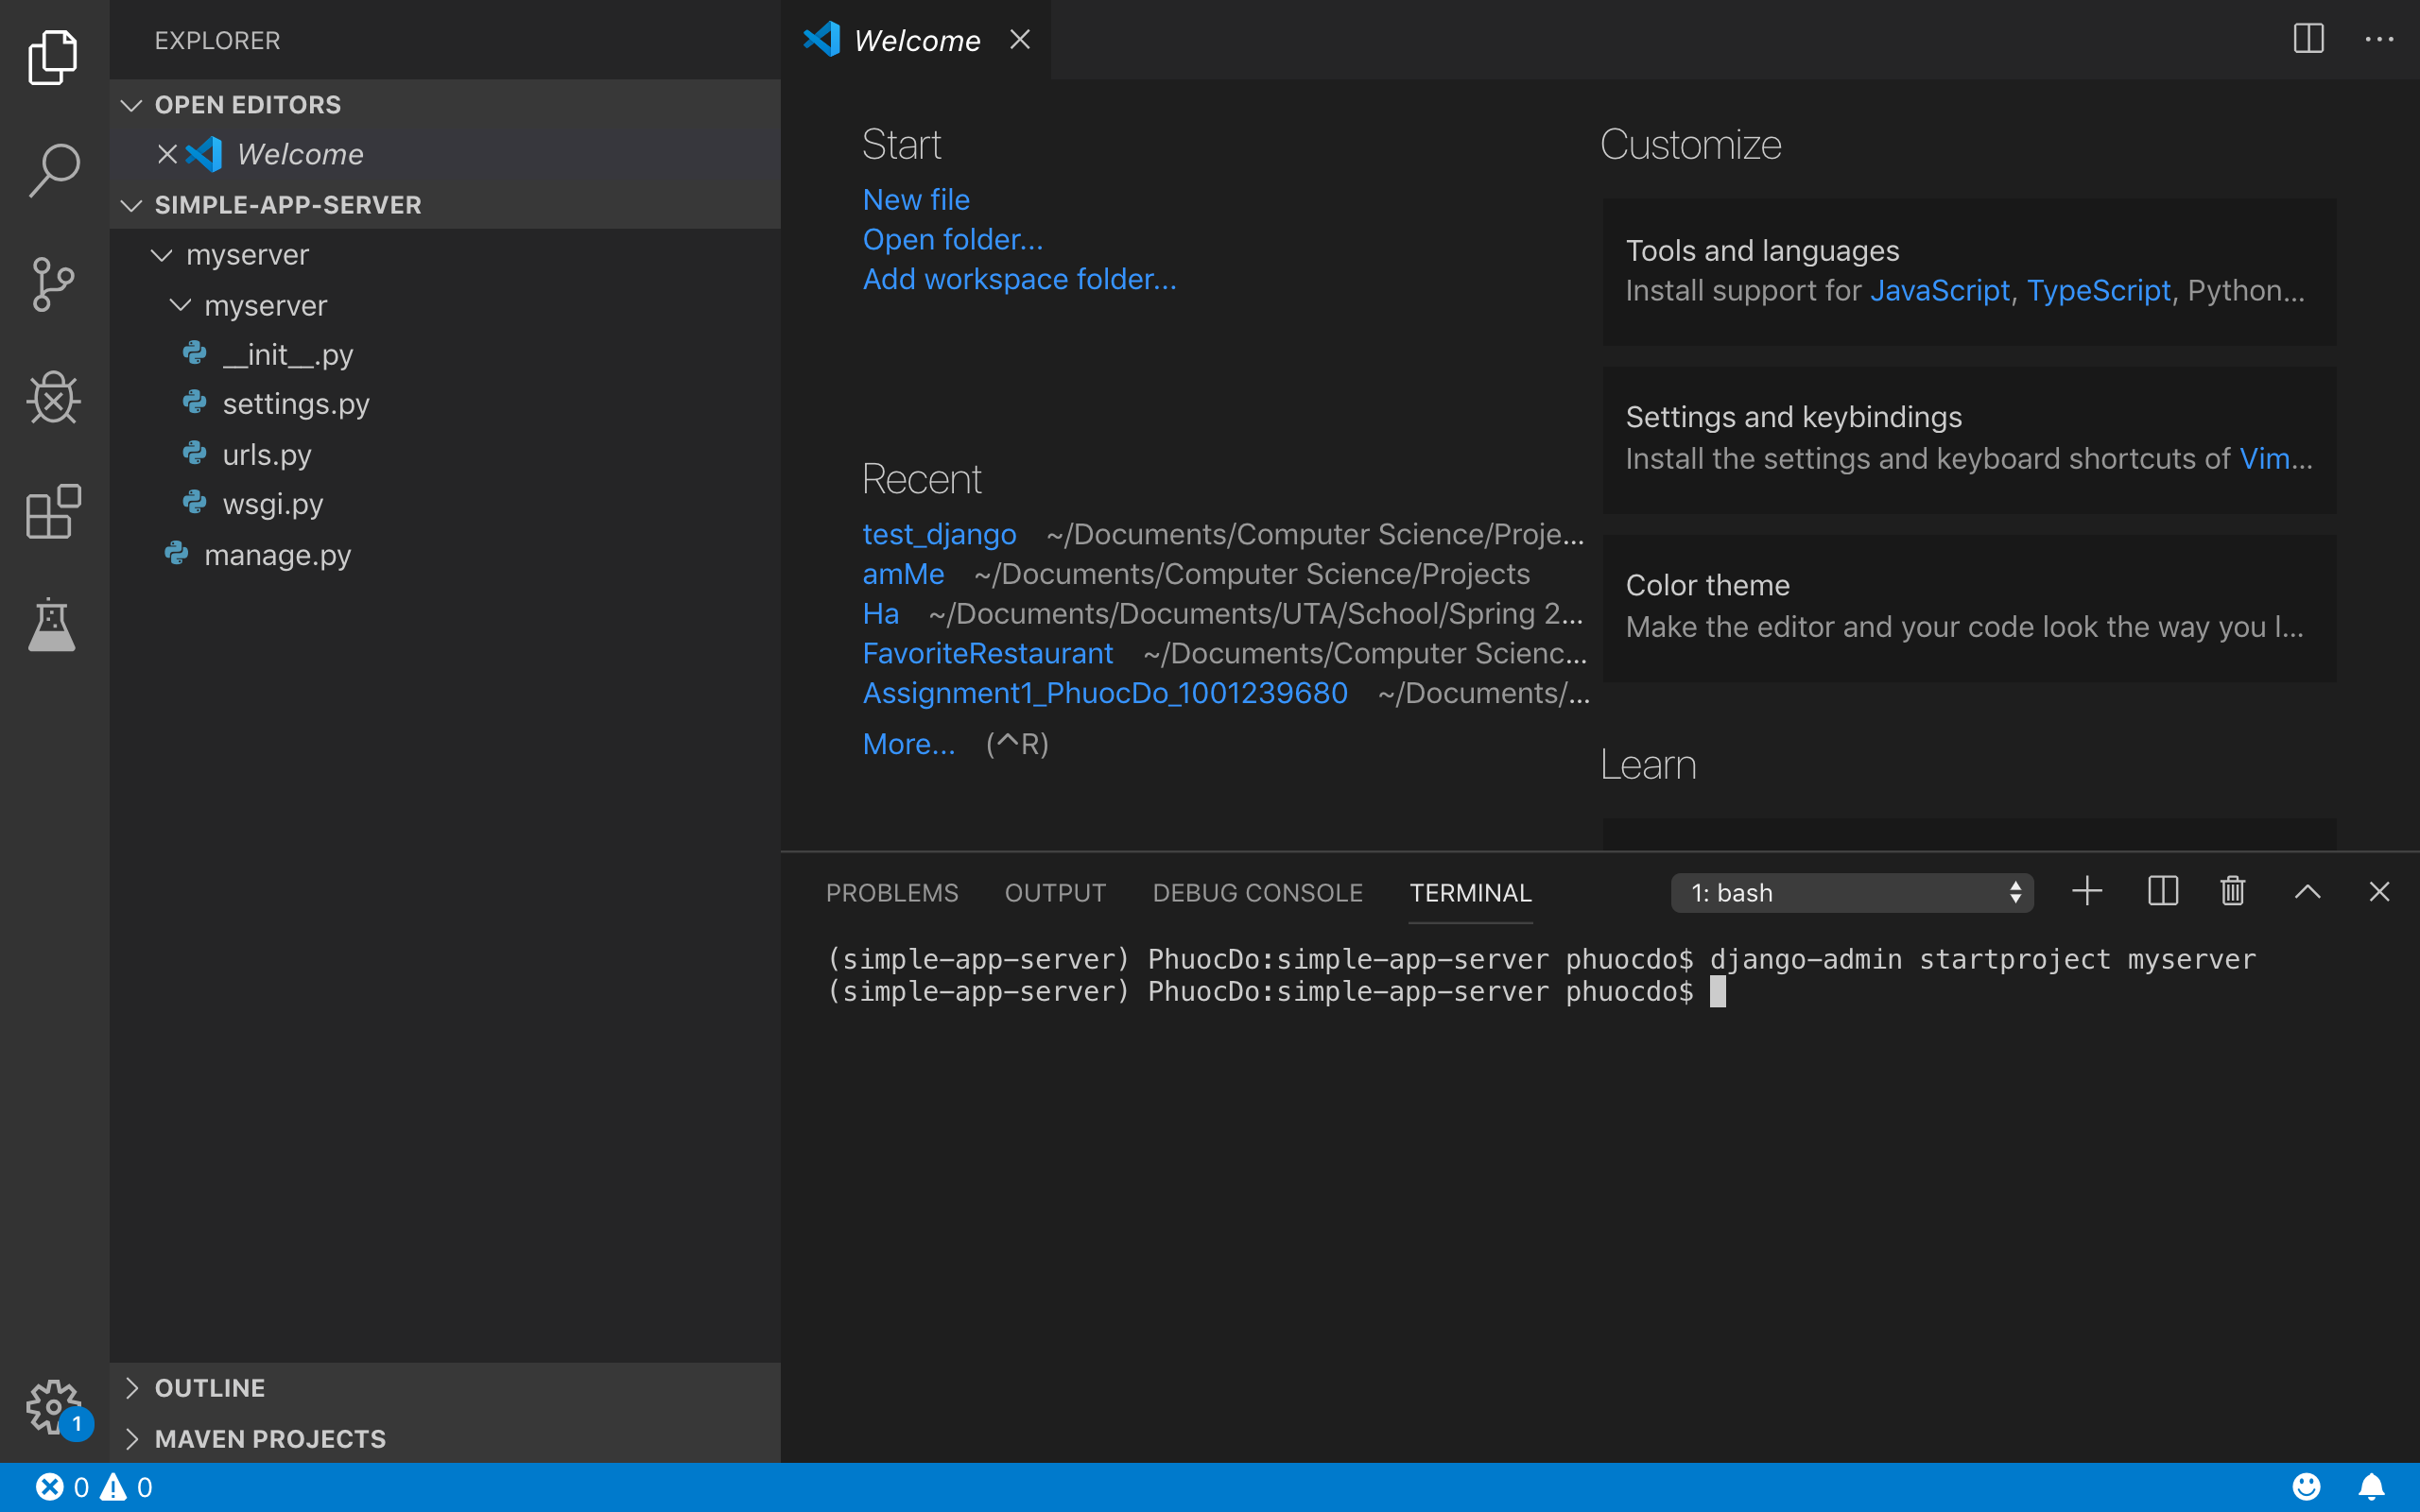 EXPLORER
OPEN EDITORS
Welcome
SIMPLE-APP-SERVER
myserver
myserver
__init__.py
settings.py
urls.py
wsgi.py
manage.py
OUTLINE
MAVEN PROJECTS
1
0 0
Welcome
Start
New file
Open folder...
Add workspace folder...
Recent
test_django ~/Documents/Computer Science/Proje...
amMe ~/Documents/Computer Science/Projects
Ha ~/Documents/Documents/UTA/School/Spring 2...
FavoriteRestaurant ~/Documents/Computer Scienc...
Assignment1_PhuocDo_1001239680 ~/Documents/...
More... (^R)
Customize
Tools and languages
Install support for JavaScript, TypeScript, Python...
Settings and keybindings
Install the settings and keyboard shortcuts of Vim...
Color theme
Make the editor and your code look the way you l...
Learn
PROBLEMS OUTPUT DEBUG CONSOLE TERMINAL 1: bash
(simple-app-server) PhuocDo:simple-app-server phuocdo$ django-admin startproject myserver
(simple-app-server) PhuocDo:simple-app-server phuocdo$